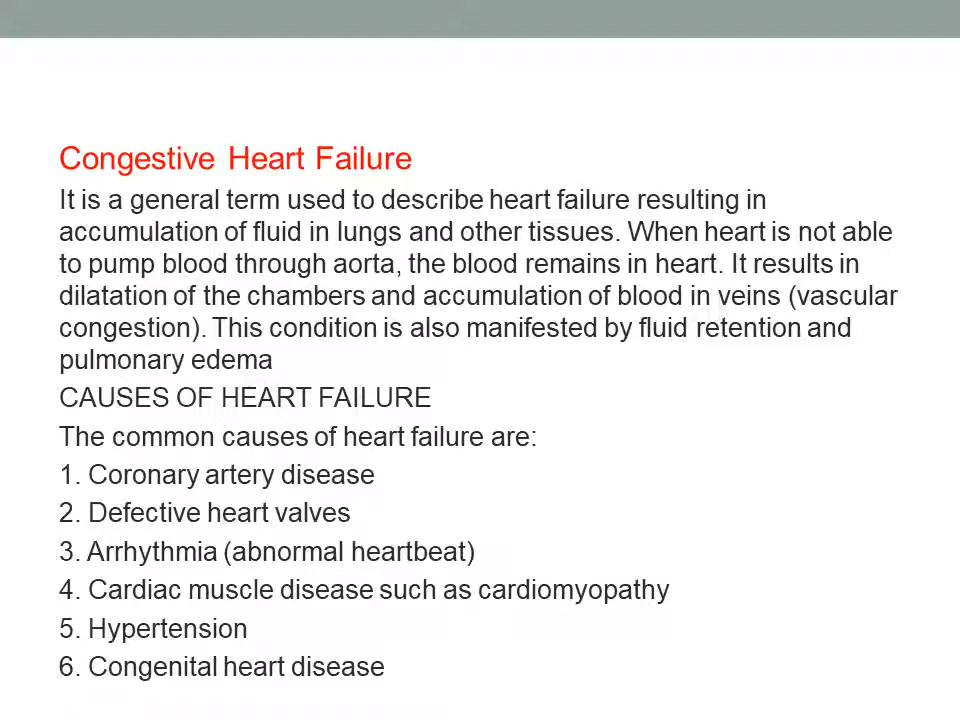 Congestive Heart Failure
It is a general term used to describe heart failure resulting in
accumulation of fluid in lungs and other tissues. When heart is not able
to pump blood through aorta, the blood remains in heart. It results in
dilatation of the chambers and accumulation of blood in veins (vascular
congestion). This condition is also manifested by fluid retention and
pulmonary edema
CAUSES OF HEART FAILURE
The common causes of heart failure are:
1. Coronary artery disease
2. Defective heart valves
3. Arrhythmia (abnormal heartbeat)
4. Cardiac muscle disease such as cardiomyopathy
5. Hypertension
6. Congenital heart disease